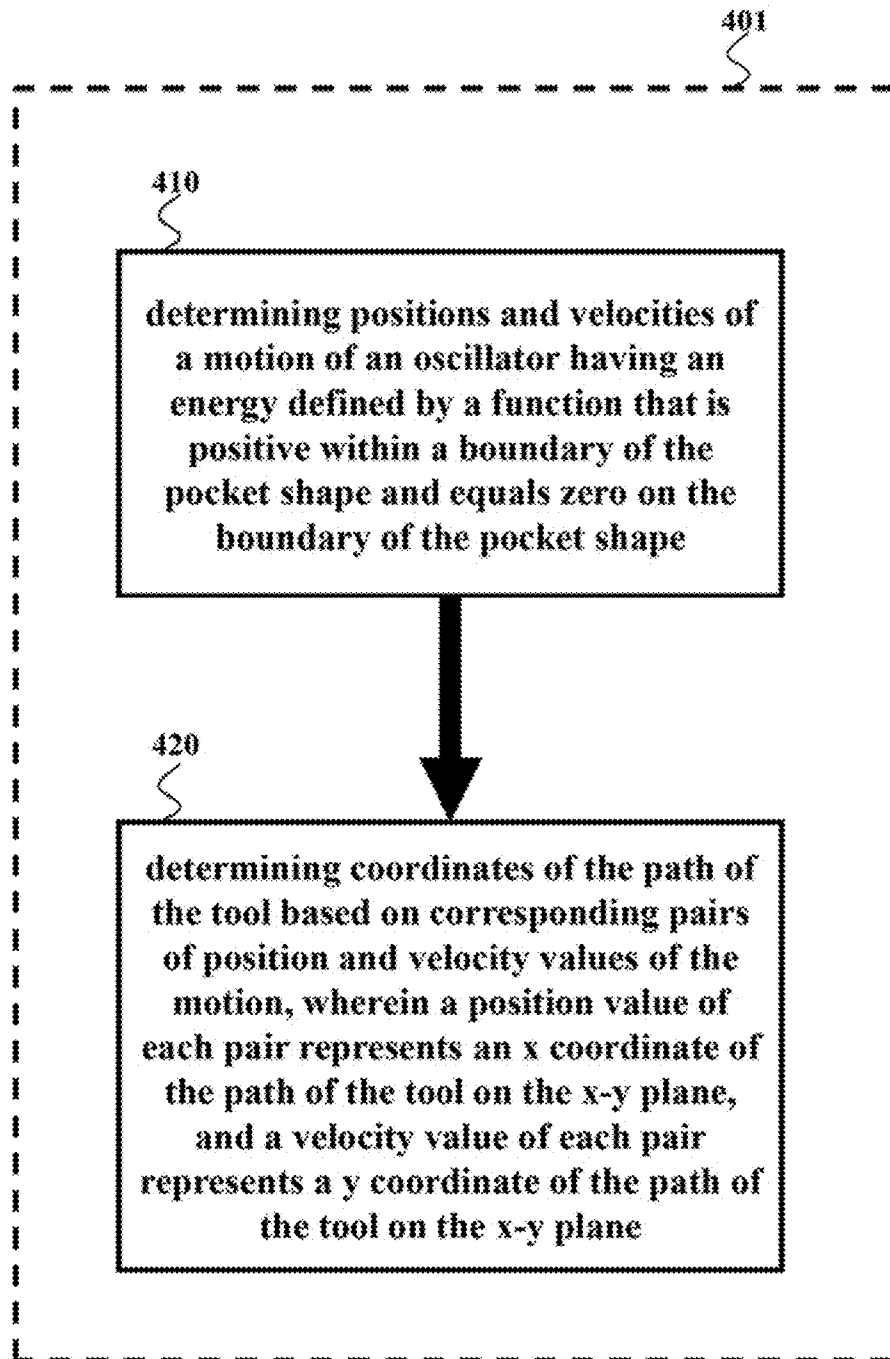 401
410
determining positions and velocities of
a motion of an oscillator having an
energy defined by a function that is
positive within a boundary of the
pocket shape and equals zero on the
boundary of the pocket shape
420
determining coordinates of the path of
the tool based on corresponding pairs
of position and velocity values of the
motion, wherein a position value of
each pair represents an x coordinate of
the path of the tool on the x-y plane,
and a velocity value of each pair
represents a y coordinate of the path of
the tool on the x-y plane